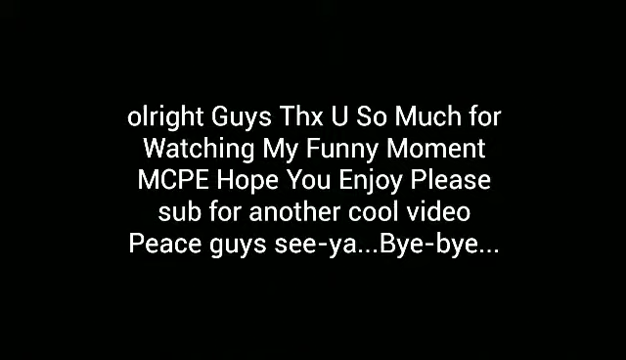 olright Guys Thx U So Much for
Watching My Funny Moment
MCPE Hope You Enjoy Please
sub for another cool video
Peace guys see-ya...Bye-bye...